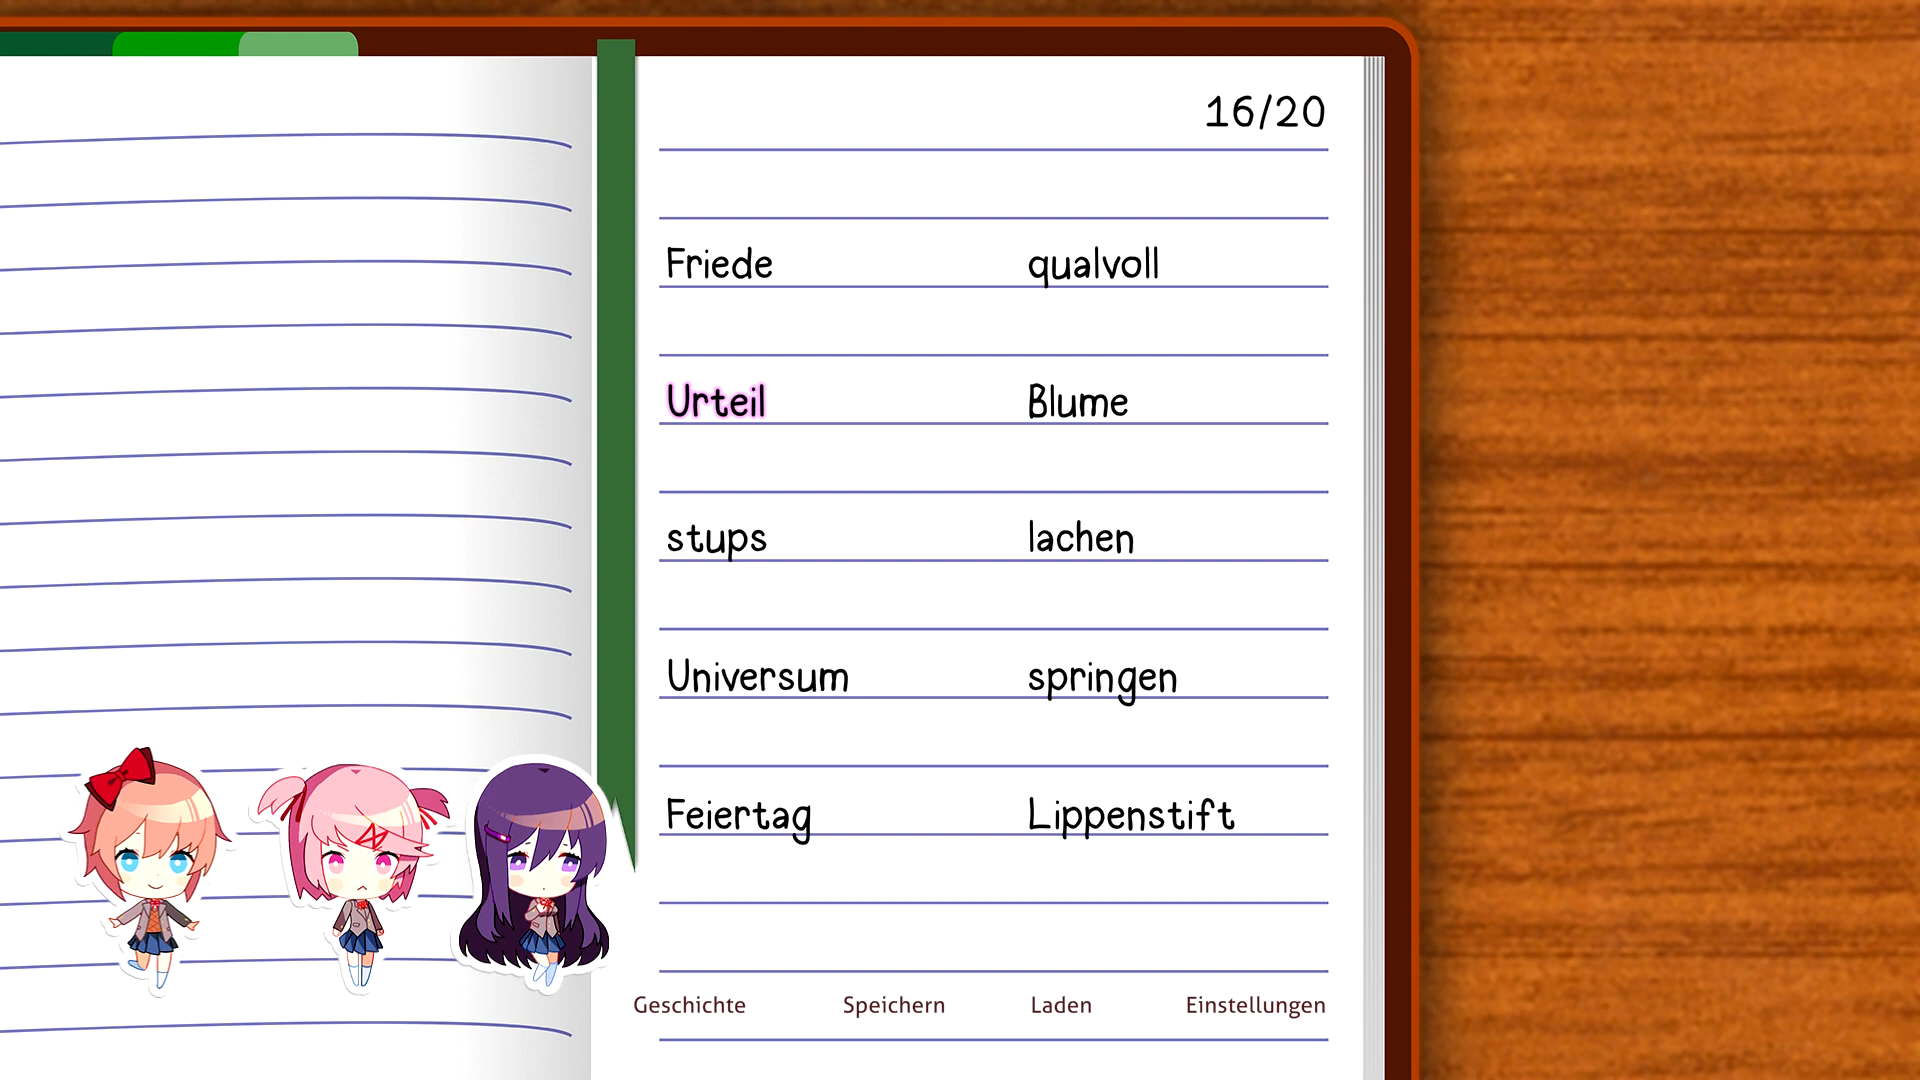 16/20
Friede qualvoll
Urteil Blume
stups lachen
Universum springen
Feiertag Lippenstift
Geschichte Speichern Laden Einstellungen